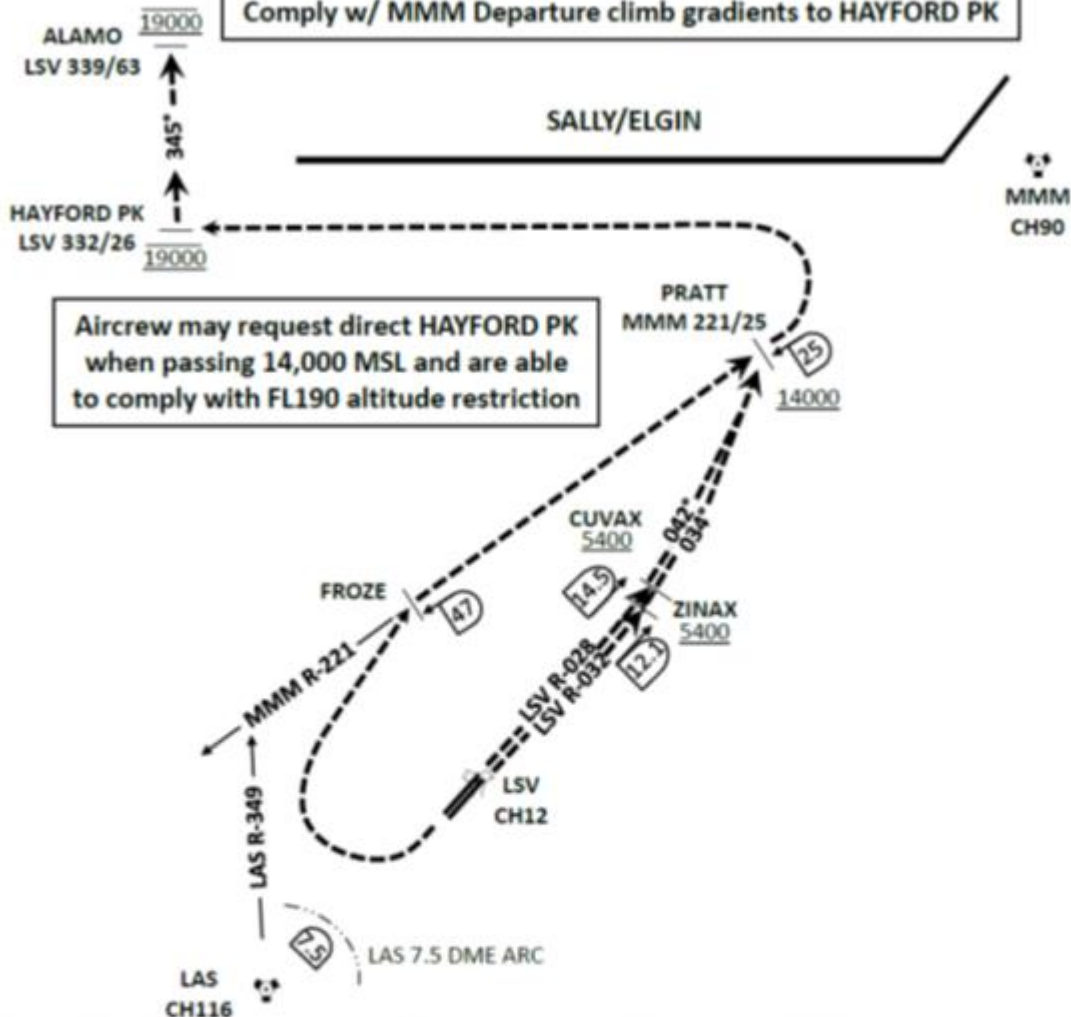 Comply w/ MMM Departure climb gradients to HAYFORD PK
19000
ALAMO
LSV 339/63
345°
SALLY/ELGIN
MMM
CH90
HAYFORD PK
LSV 332/26
19000
PRATT
MMM 221/25
25
14000
Aircrew may request direct HAYFORD PK
when passing 14,000 MSL and are able
to comply with FL190 altitude restriction
042°
034°
CUVAX
5400
14.5
FROZE
47
ZINAX
5400
12.1
LSV R-028
LSV R-032
MMM R-221
LSV
CH12
LAS R-349
7.5
LAS 7.5 DME ARC
LAS
CH116